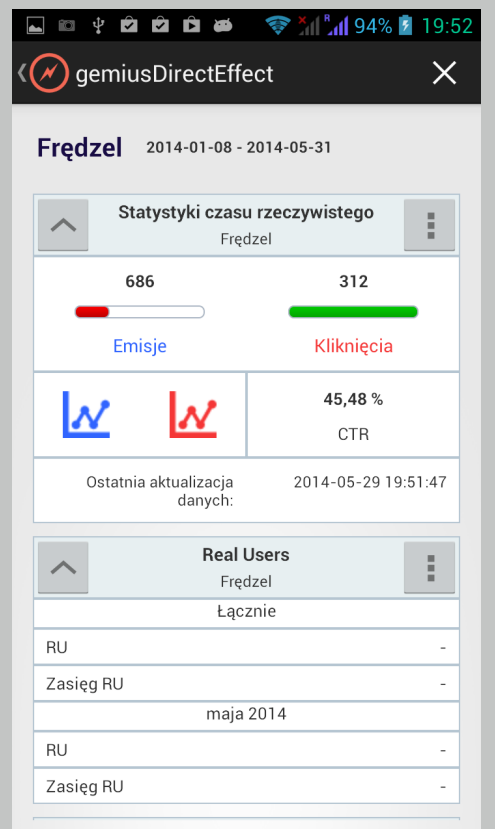 R 94% 19:52
gemiusDirectEffect
Frędzel 2014-01-08 - 2014-05-31
Statystyki czasu rzeczywistego
Frędzel
686 312
Emisje Kliknięcia
45,48 %
CTR
Ostatnia aktualizacja 2014-05-29 19:51:47
danych:
Real Users
Frędzel
Łącznie
RU -
Zasięg RU -
maja 2014
RU -
Zasięg RU -